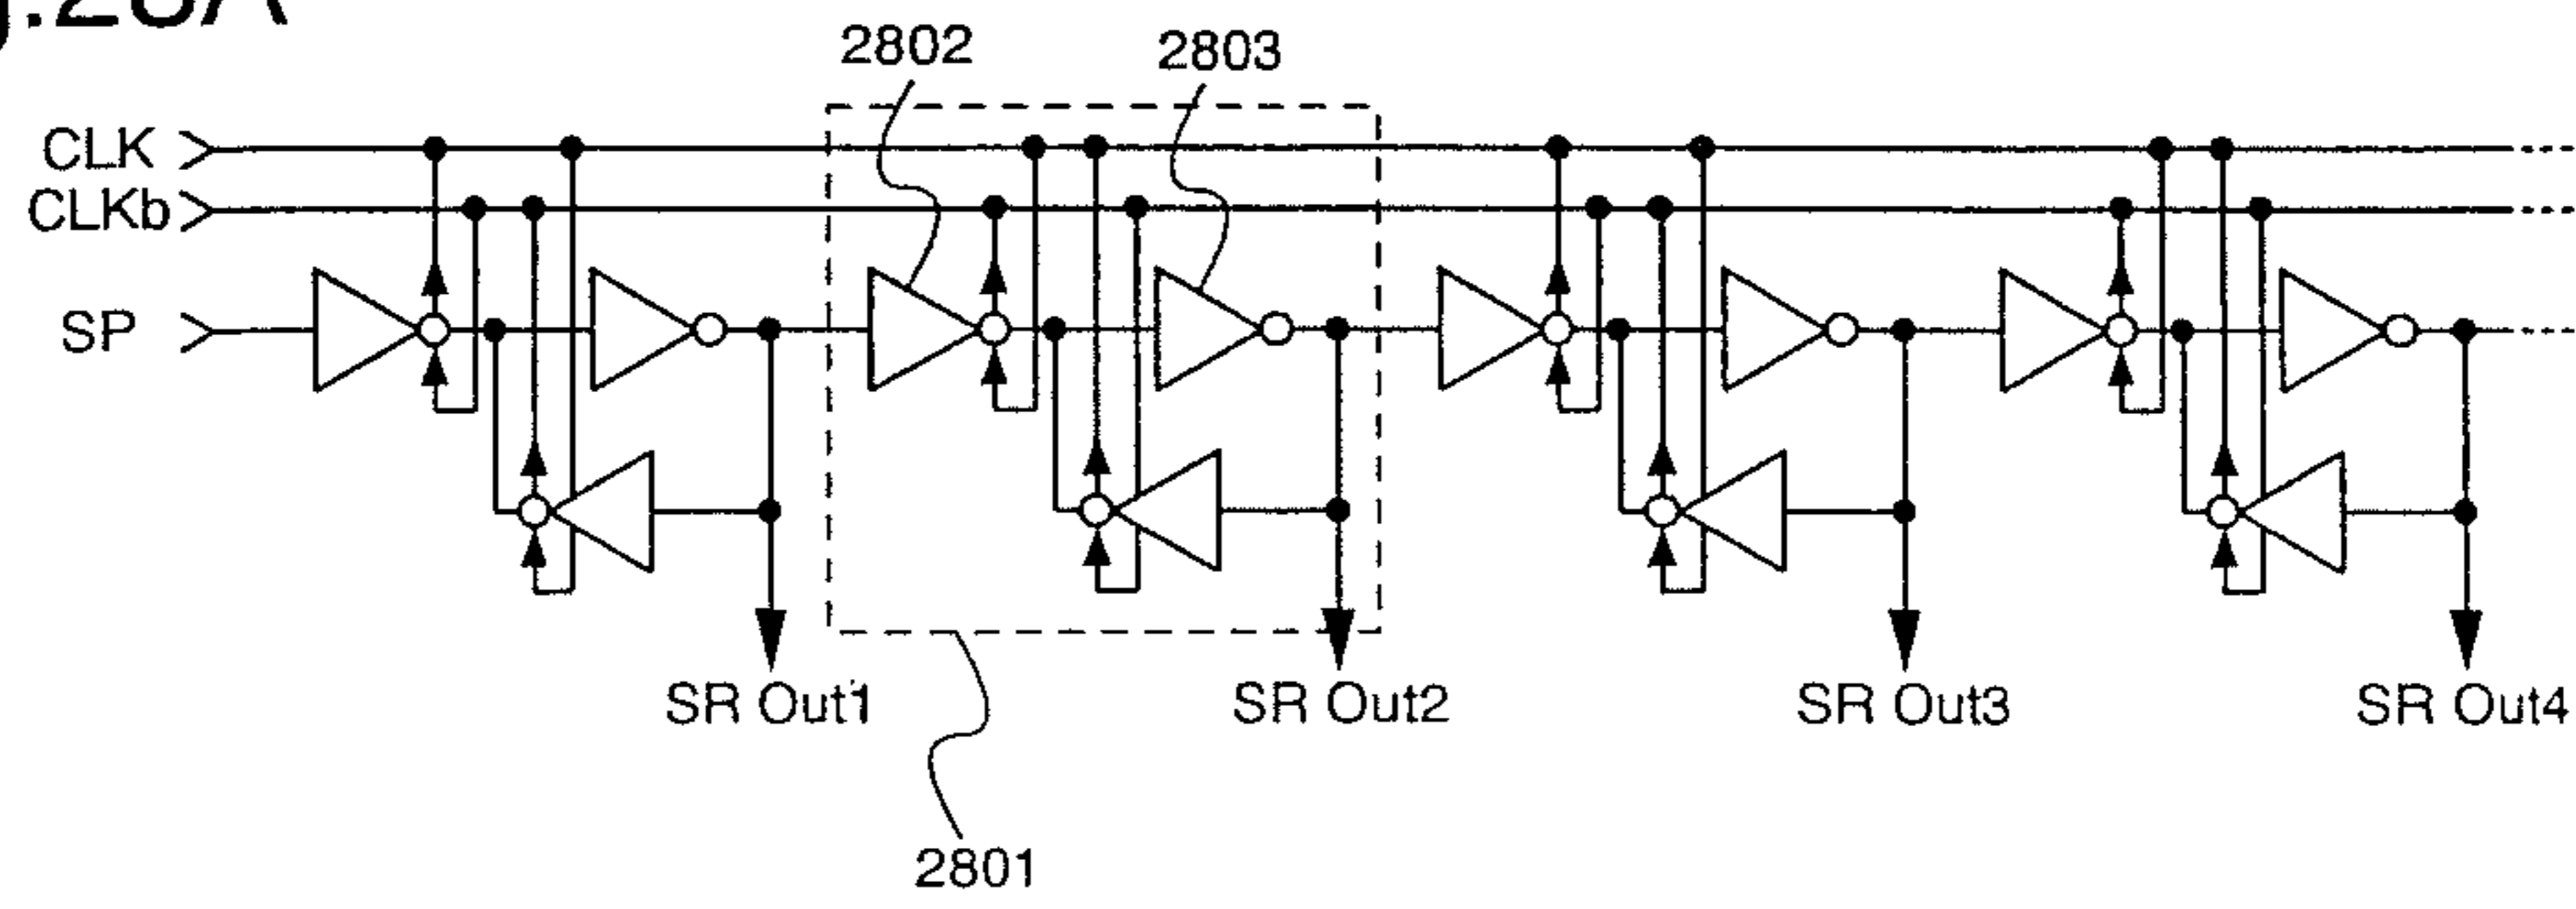 2802
2803
CLK
CLKb
SP
SR Out1
SR Out2
SR Out3
SR Out4
2801